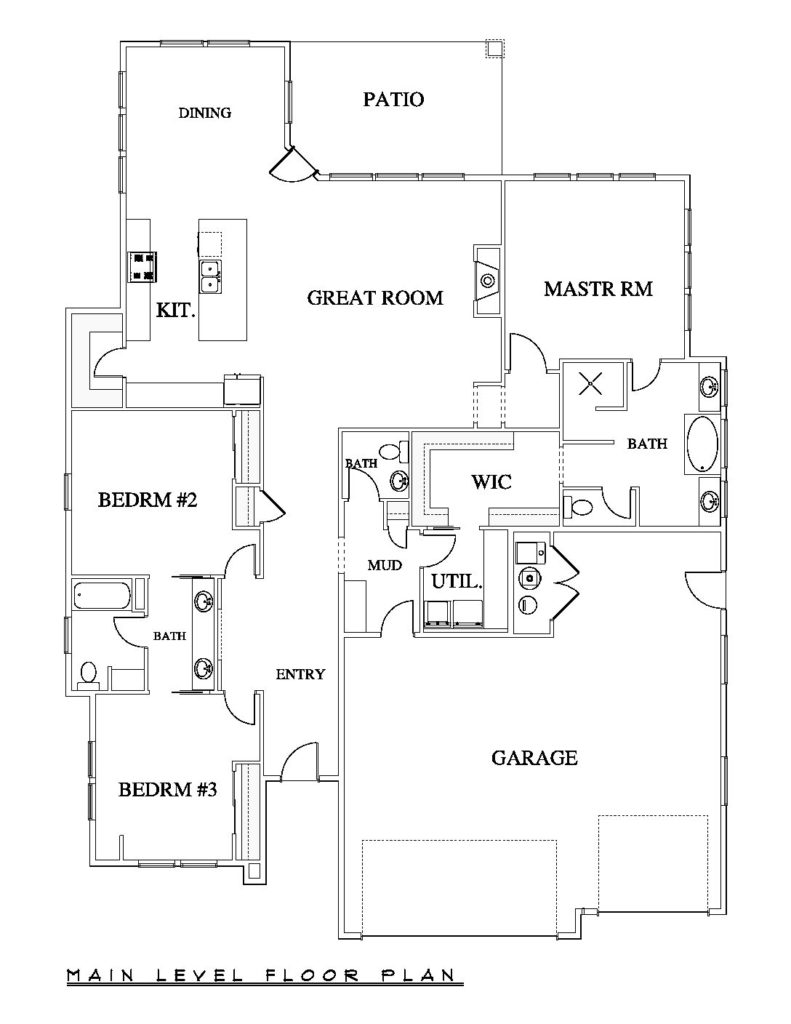 PATIO
DINING
MASTR RM
GREAT ROOM
KIT.
BATH
BATH
WIC
BEDRM #2
MUD
UTIL.
BATH
ENTRY
GARAGE
BEDRM #3
MAIN LEVEL FLOOR PLAN